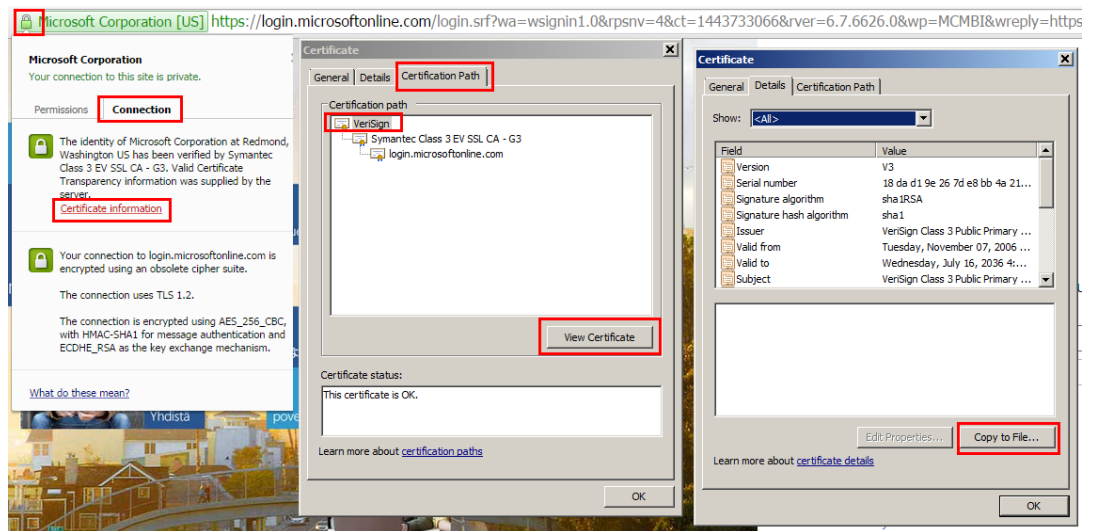 Microsoft Corporation [US] https://login.microsoftonline.com/login.srf?wa=wsignin1.0&rpsnv=4&ct=1443733066&rver=6.7.6626.0&wp=MCMBI&wreply=https
Microsoft Corporation
Your connection to this site is private.
Permissions Connection
The identity of Microsoft Corporation at Redmond,
Washington US has been verified by Symantec
Class 3 EV SSL CA - G3. Valid Certificate
Transparency information was supplied by the
server.
Certificate information
Your connection to login.microsoftonline.com is
encrypted using an obsolete cipher suite.
The connection uses TLS 1.2.
The connection is encrypted using AES_256_CBC,
with HMAC-SHA1 for message authentication and
ECDHE_RSA as the key exchange mechanism.
What do these mean?
Yhdistä
pove
Certificate
General Details Certification Path
Certification path
VeriSign
Symantec Class 3 EV SSL CA - G3
login.microsoftonline.com
View Certificate
Certificate status:
This certificate is OK.
Learn more about certification paths
OK
Certificate
General Details Certification Path
Show: <All>
Field Value
Version V3
Serial number 18 da d1 9e 26 7d e8 bb 4a 21...
Signature algorithm sha1RSA
Signature hash algorithm sha1
Issuer VeriSign Class 3 Public Primary ...
Valid from Tuesday, November 07, 2006 ...
Valid to Wednesday, July 16, 2036 4:...
Subject VeriSign Class 3 Public Primary ...
Edit Properties... Copy to File...
Learn more about certificate details
OK